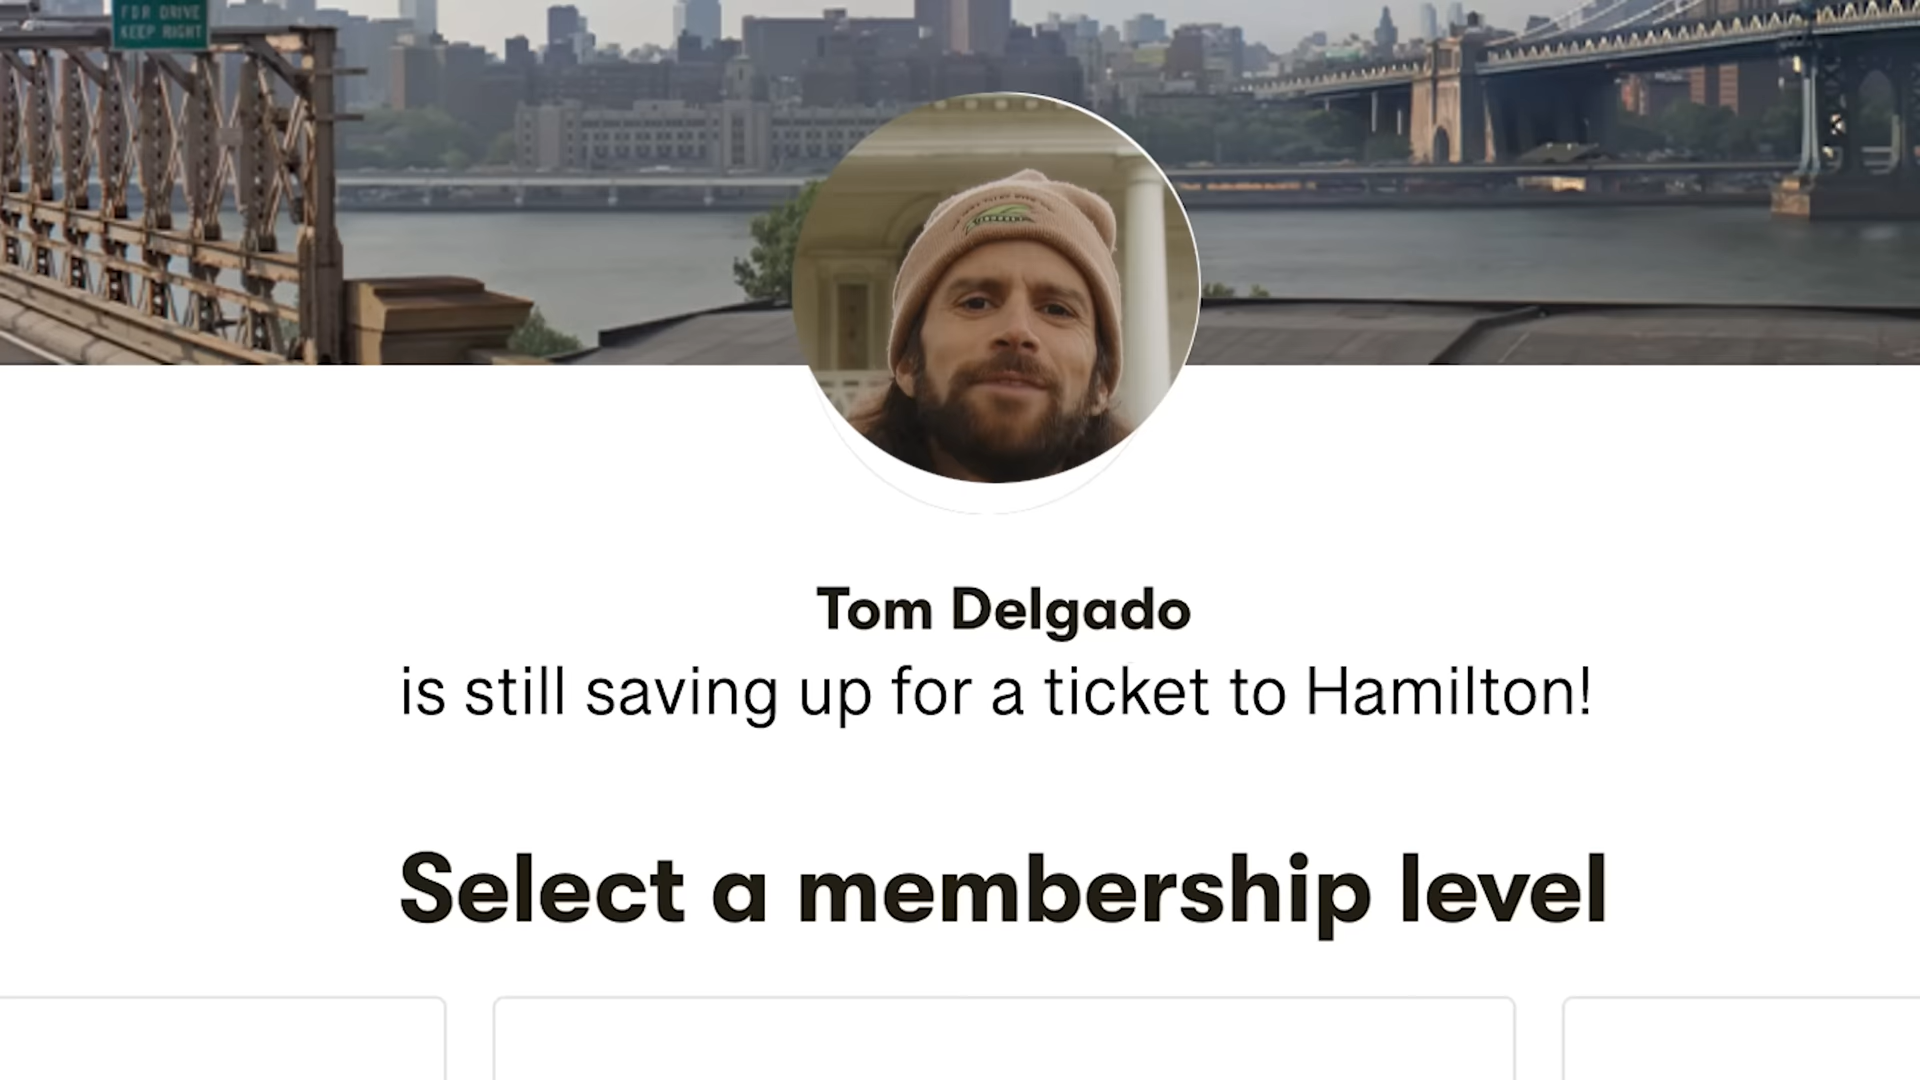 FDR DRIVE
KEEP RIGHT
Tom Delgado
is still saving up for a ticket to Hamilton!
Select a membership level